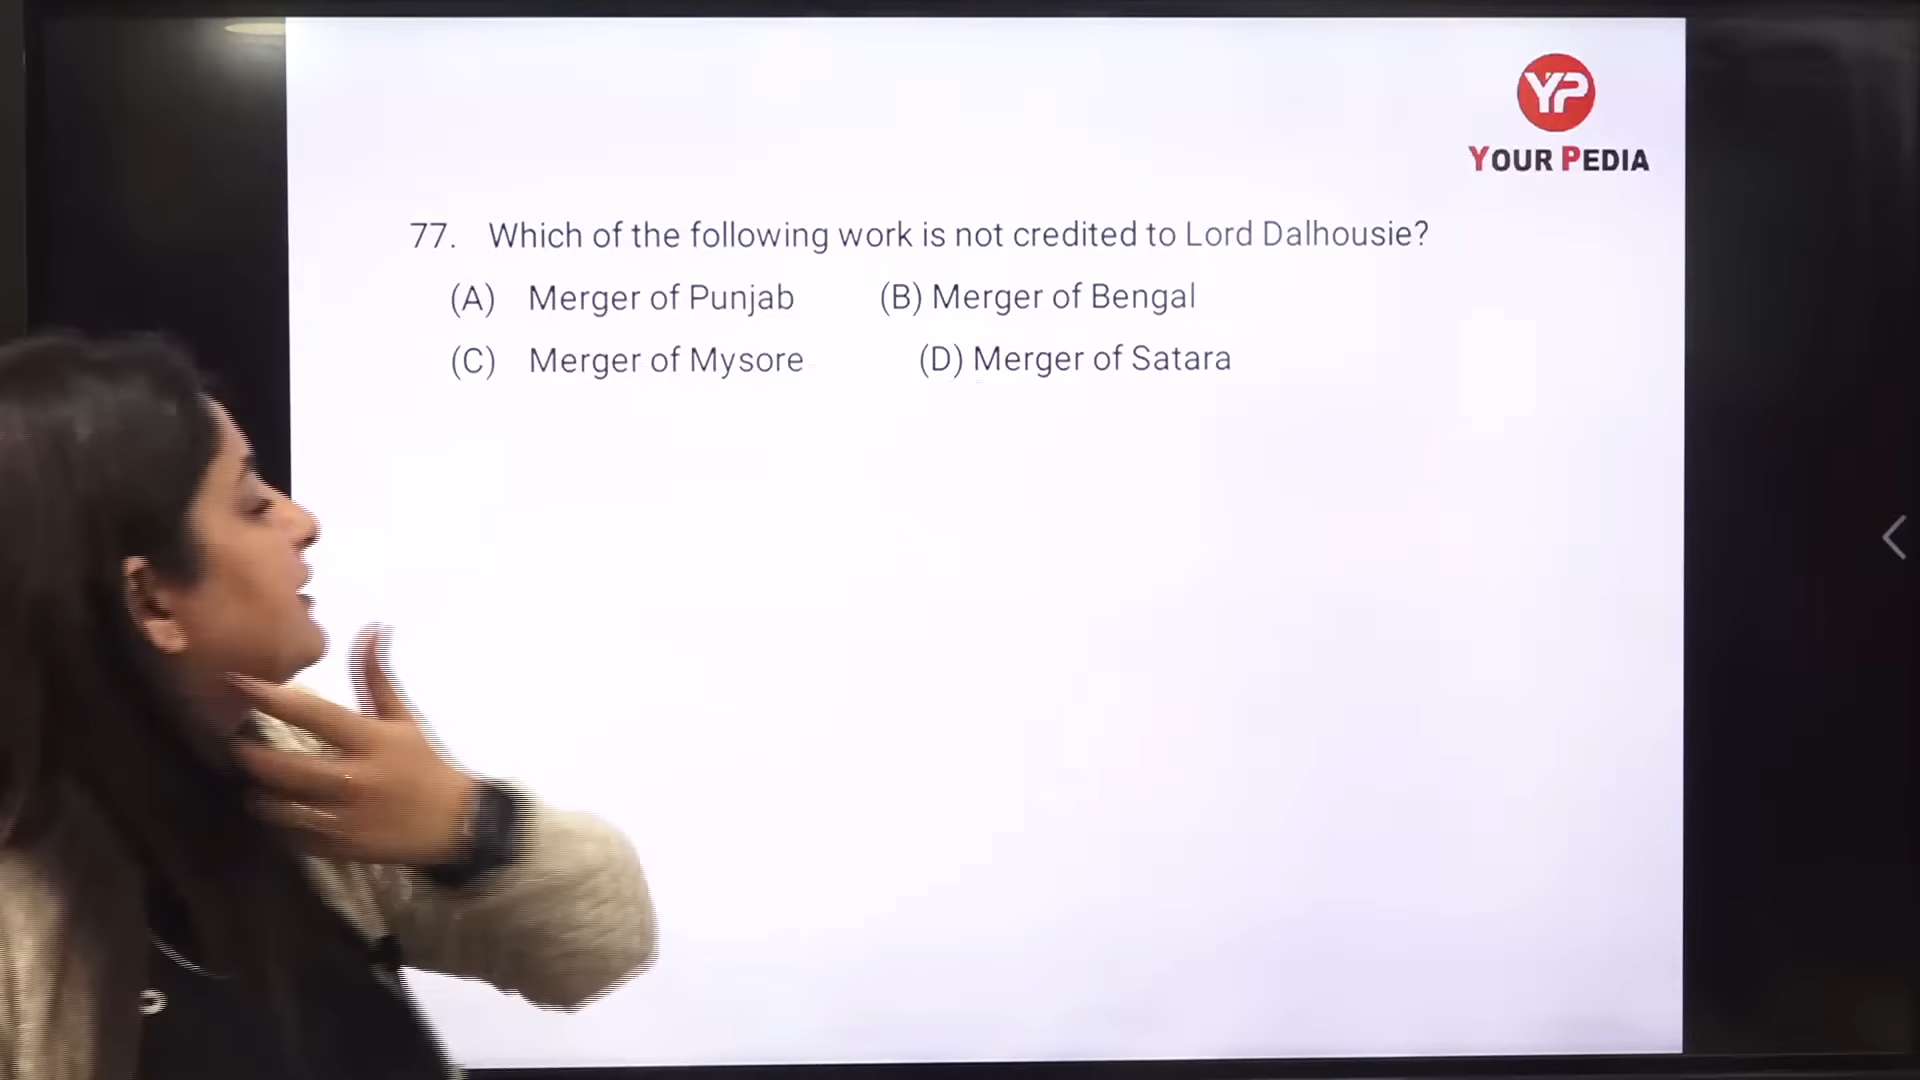 YP
YOUR PEDIA
77. Which of the following work is not credited to Lord Dalhousie?
(A) Merger of Punjab (B) Merger of Bengal
(C) Merger of Mysore (D) Merger of Satara